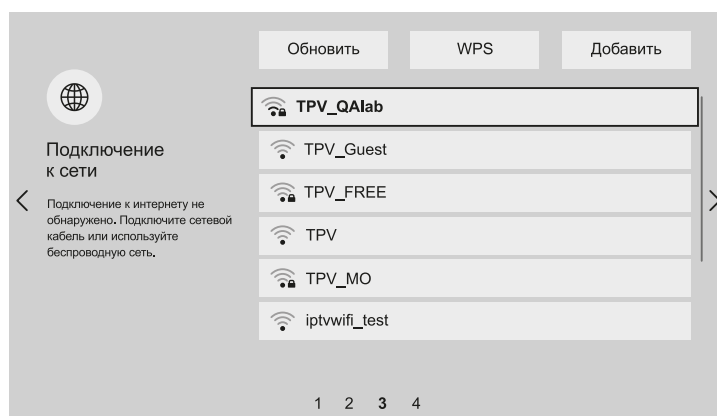 Обновить WPS Добавить
TPV_QAlab
TPV_Guest
TPV_FREE
TPV
TPV_MO
iptvwifi_test
Подключение
к сети
Подключение к интернету не
обнаружено. Подключите сетевой
кабель или используйте
беспроводную сеть.
1 2 3 4